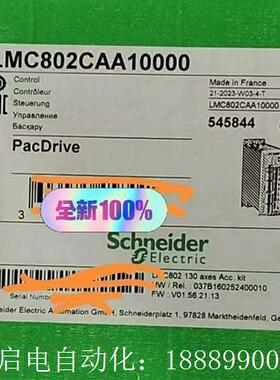 LMC802CAA10000
Control
Contrôleur
Steuerung
Управление
Басқару
Made in France
21-2023-W03-4-T
LMC802CAA10000
545844
PacDrive
3
全新100%
Schneider
Electric
LMC802 130 axes Acc. kit
HW / Rel. : 037B160252400010
FW : V01.56.21.13
Serial Number
Schneider Electric Automation GmbH, Schneiderplatz 1, 97828 Marktheidenfeld, G
启电自动化: 18889900